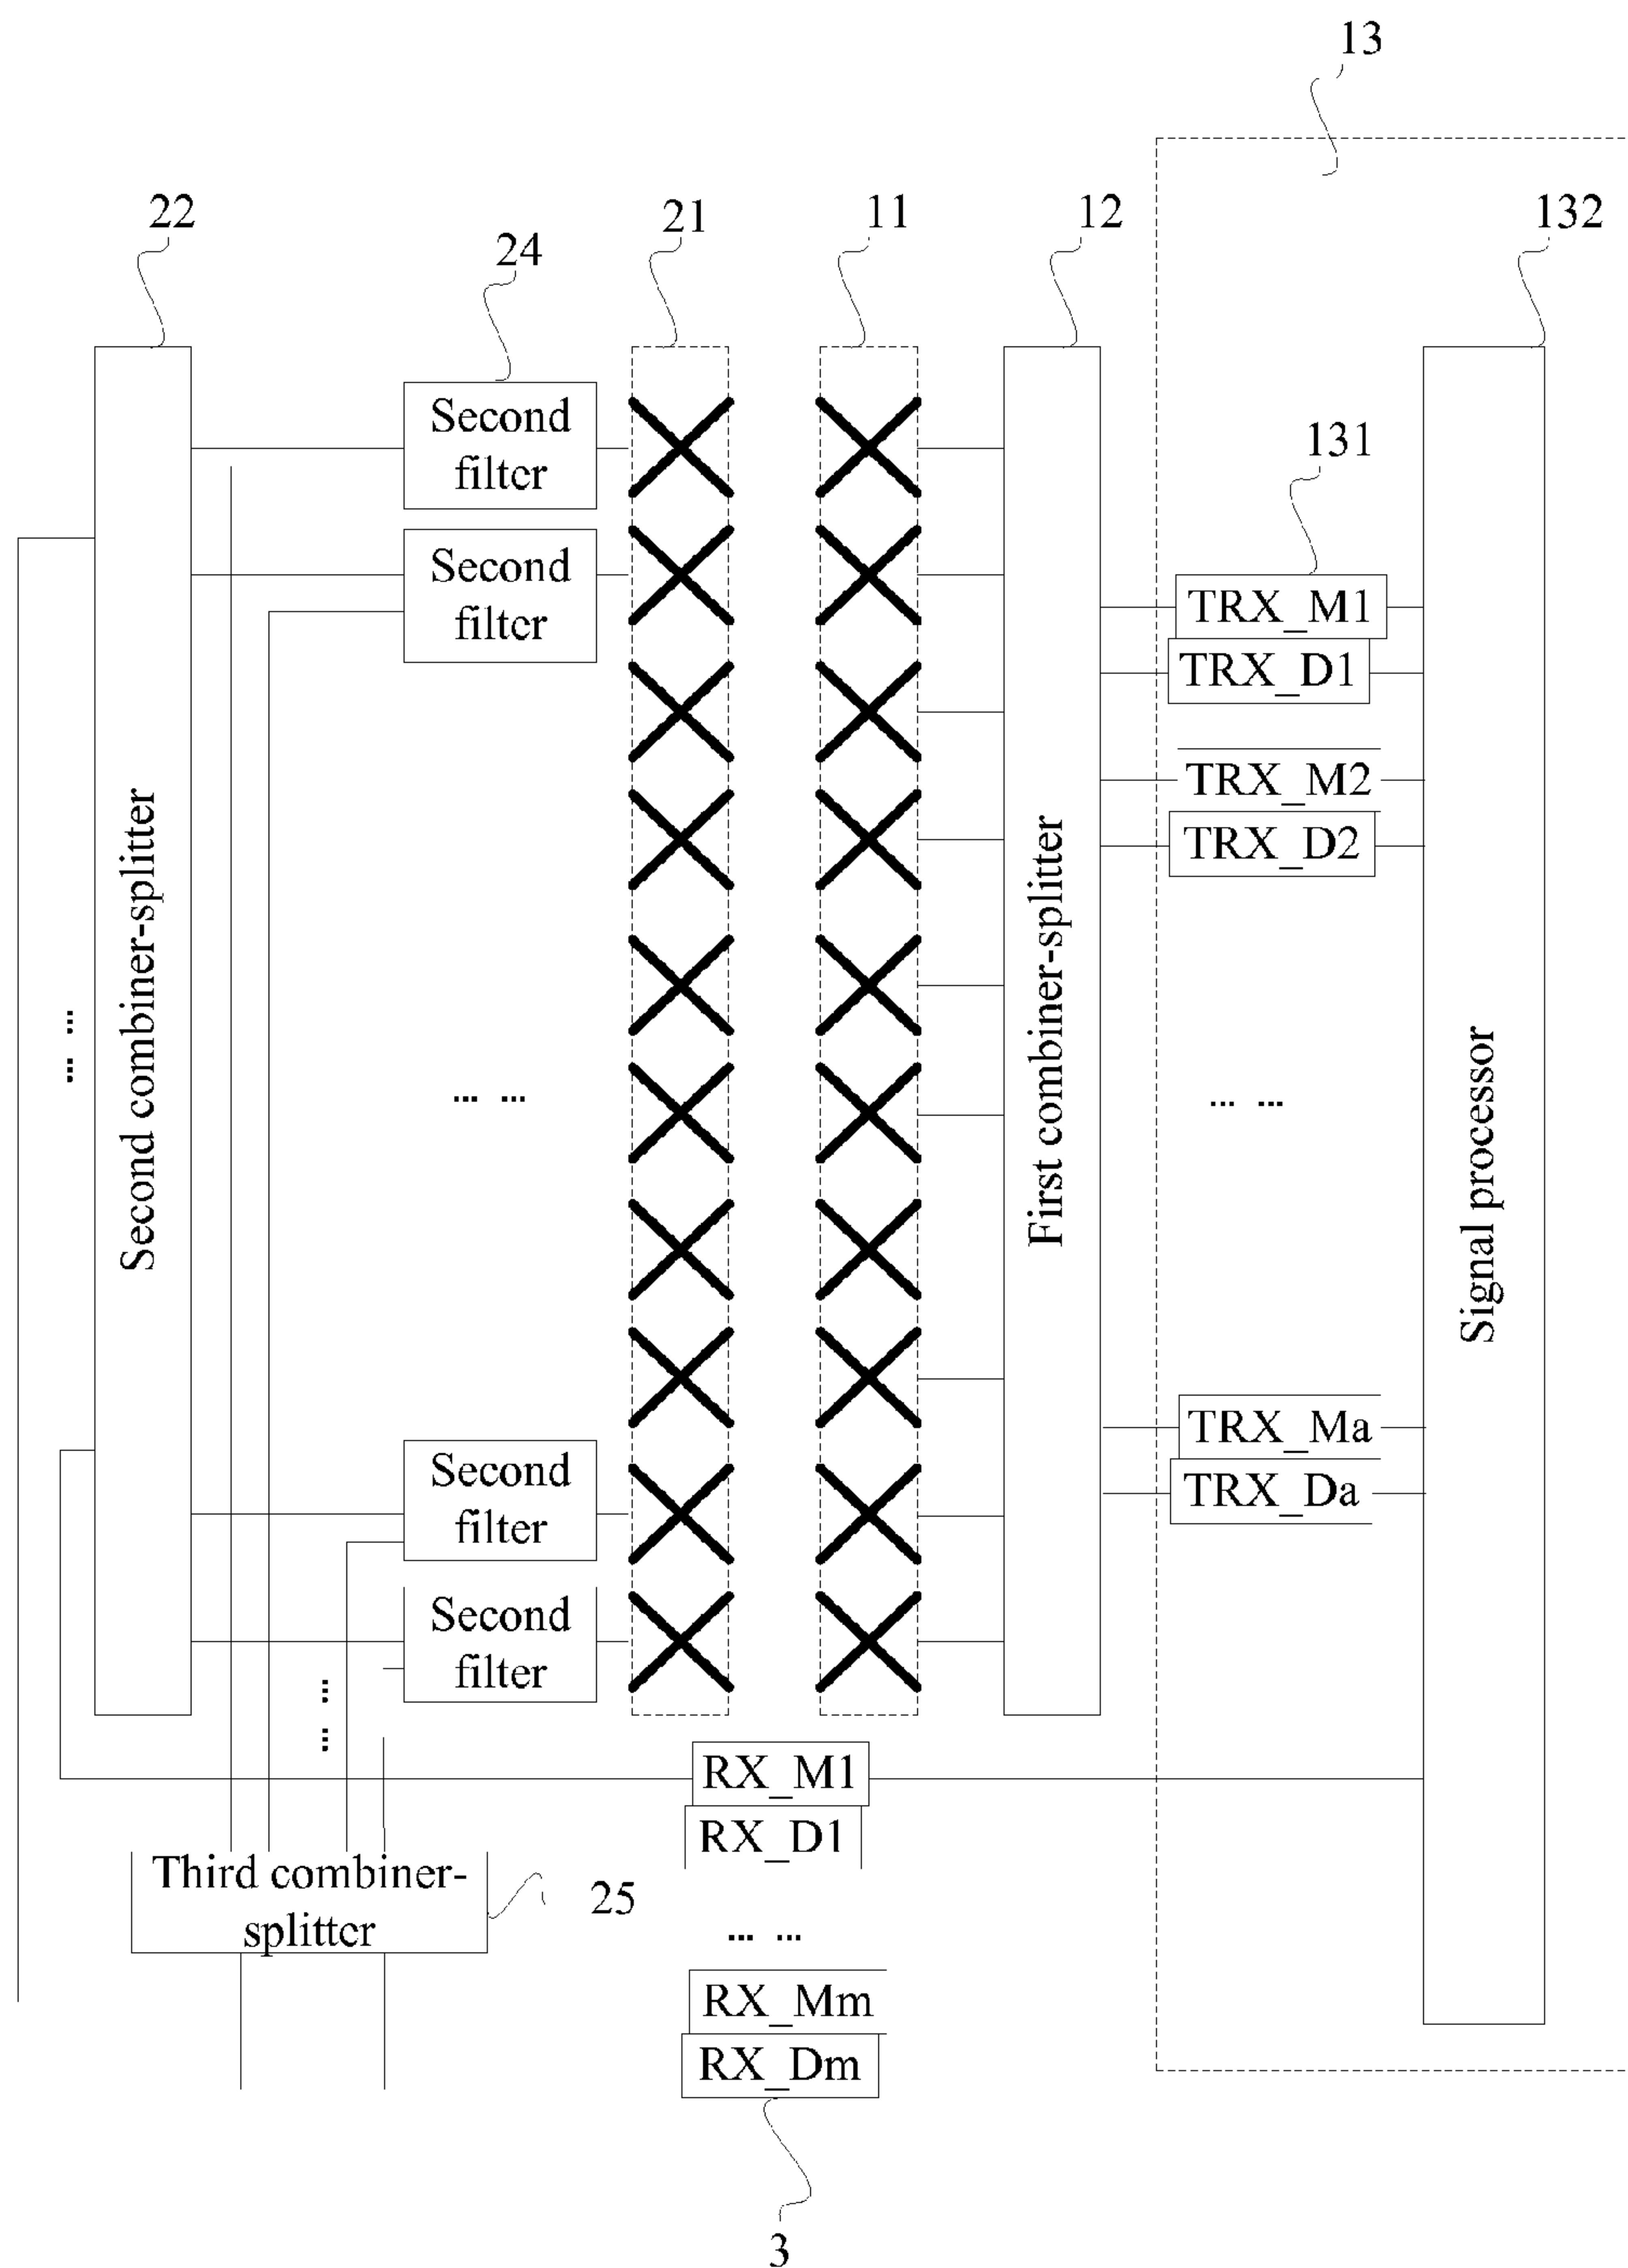 13
22
24
21
11
12
132
131
Second
filter
Second
filter
TRX_M1
TRX_D1
TRX_M2
TRX_D2
... ...
Second combiner-splitter
... ...
First combiner-splitter
... ...
Signal processor
TRX_Ma
TRX_Da
Second
filter
Second
filter
... ...
RX_M1
RX_D1
Third combiner-
splitter
25
... ...
RX_Mm
RX_Dm
3